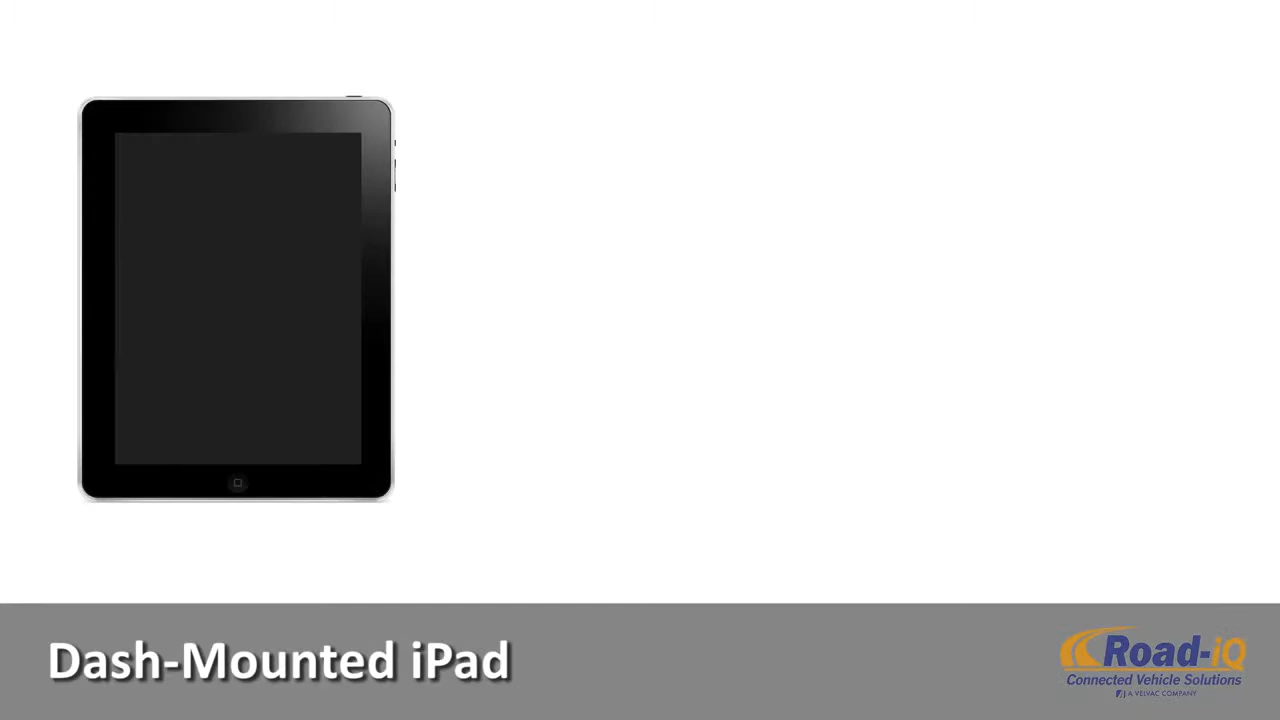 Dash-Mounted iPad
Road-iQ
Connected Vehicle Solutions
A VELVAC COMPANY